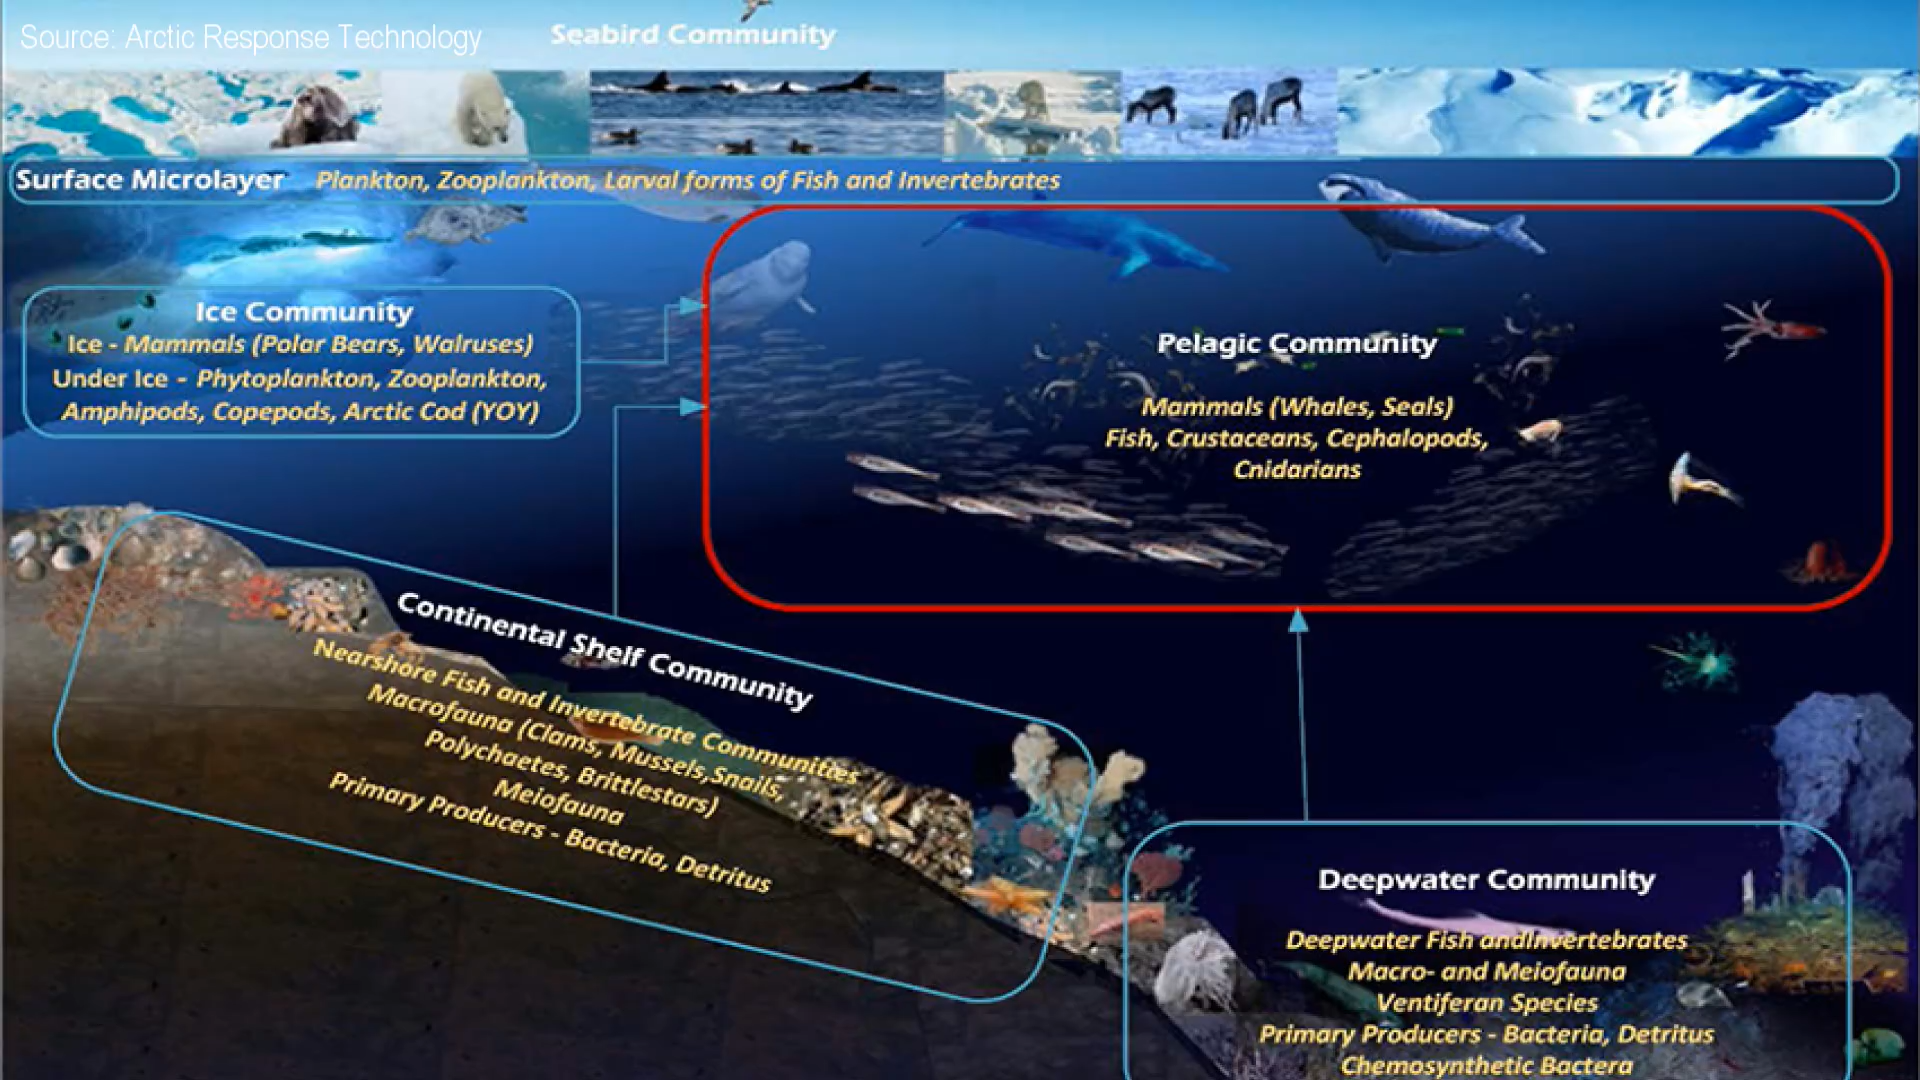 Source: Arctic Response Technology
Seabird Community
Surface Microlayer Plankton, Zooplankton, Larval forms of Fish and Invertebrates
Ice Community
Ice - Mammals (Polar Bears, Walruses)
Under Ice - Phytoplankton, Zooplankton,
Amphipods, Copepods, Arctic Cod (YOY)
Pelagic Community
Mammals (Whales, Seals)
Fish, Crustaceans, Cephalopods,
Cnidarians
Continental Shelf Community
Nearshore Fish and Invertebrate Communities
Macrofauna (Clams, Mussels,Snails,
Polychaetes, Brittlestars)
Meiofauna
Primary Producers - Bacteria, Detritus
Deepwater Community
Deepwater Fish andInvertebrates
Macro- and Meiofauna
Ventiferan Species
Primary Producers - Bacteria, Detritus
Chemosynthetic Bactera